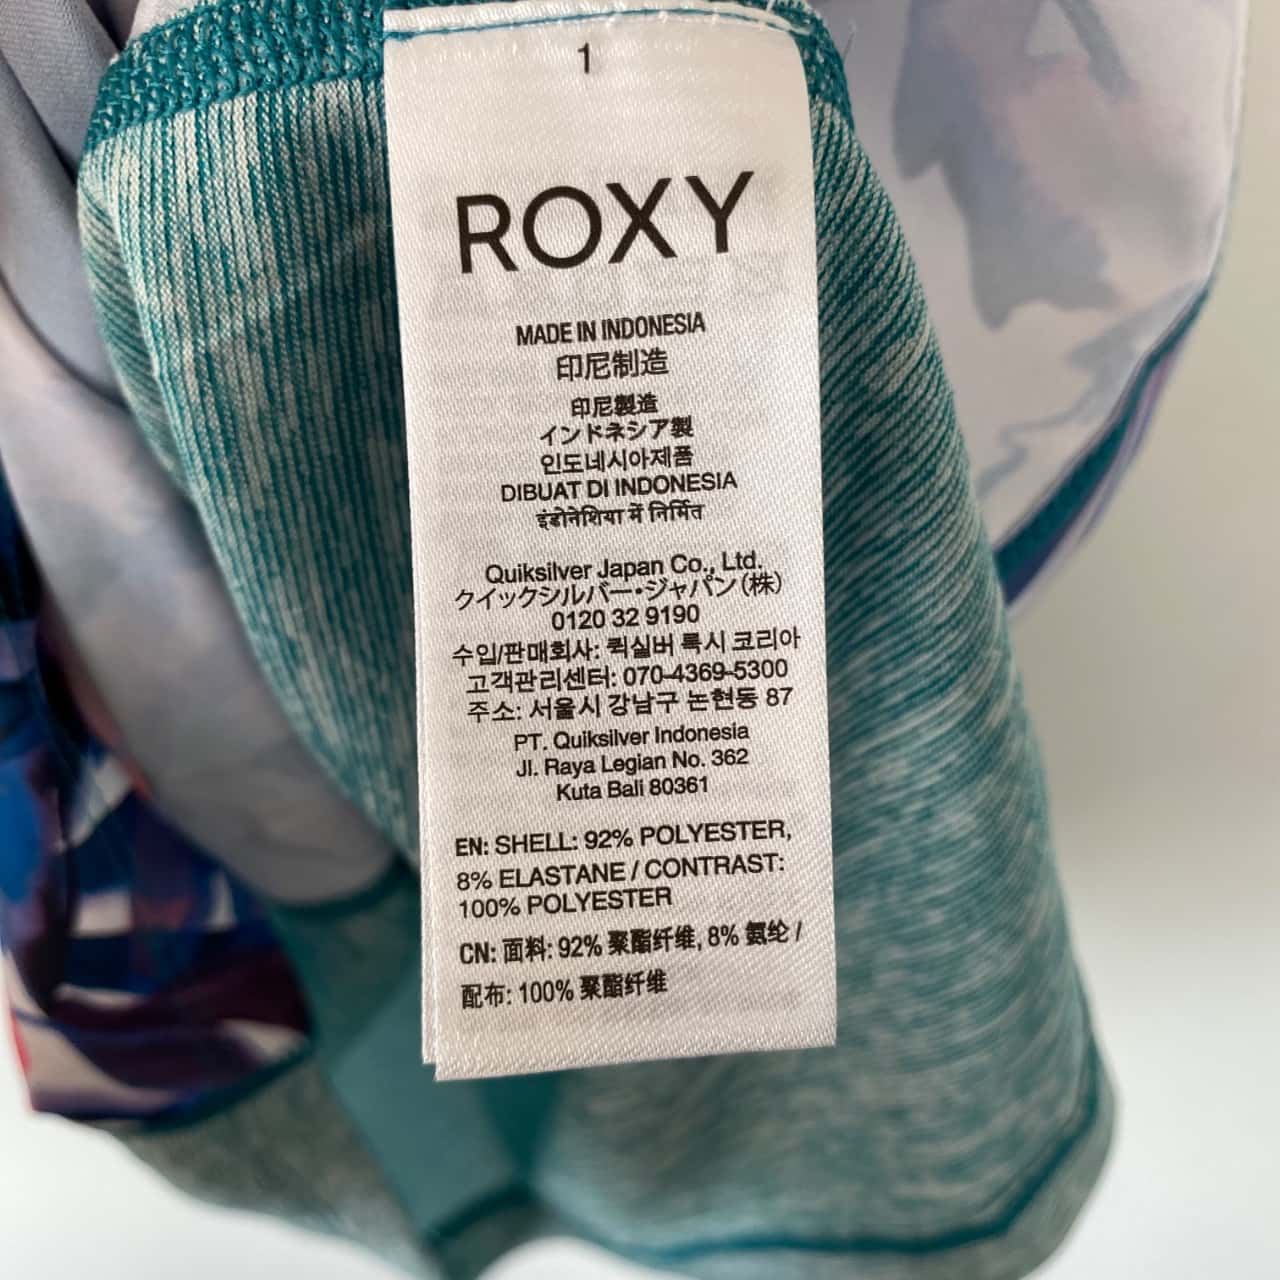 1
ROXY
MADE IN INDONESIA
印尼制造
印尼製造
インドネシア製
인도네시아제품
DIBUAT DI INDONESIA
इंडोनेशिया में निर्मित
Quiksilver Japan Co., Ltd.
クイックシルバー・ジャパン(株)
0120 32 9190
수입/판매회사: 퀵실버 록시 코리아
고객관리센터: 070-4369-5300
주소: 서울시 강남구 논현동 87
PT. Quiksilver Indonesia
Jl. Raya Legian No. 362
Kuta Bali 80361
EN: SHELL: 92% POLYESTER,
8% ELASTANE / CONTRAST:
100% POLYESTER
CN: 面料: 92% 聚酯纤维, 8% 氨纶 /
配布: 100% 聚酯纤维